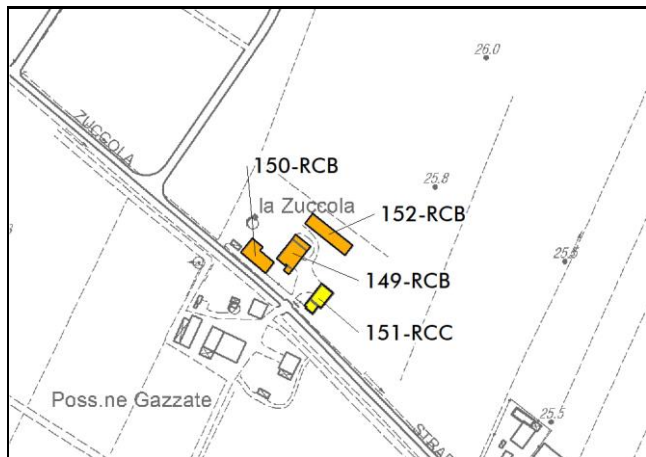 26.0
ZUCCOLA
150-RCB
25.8
la Zuccola
152-RCB
25.5
149-RCB
151-RCC
Poss.ne Gazzate
25.5
STRA